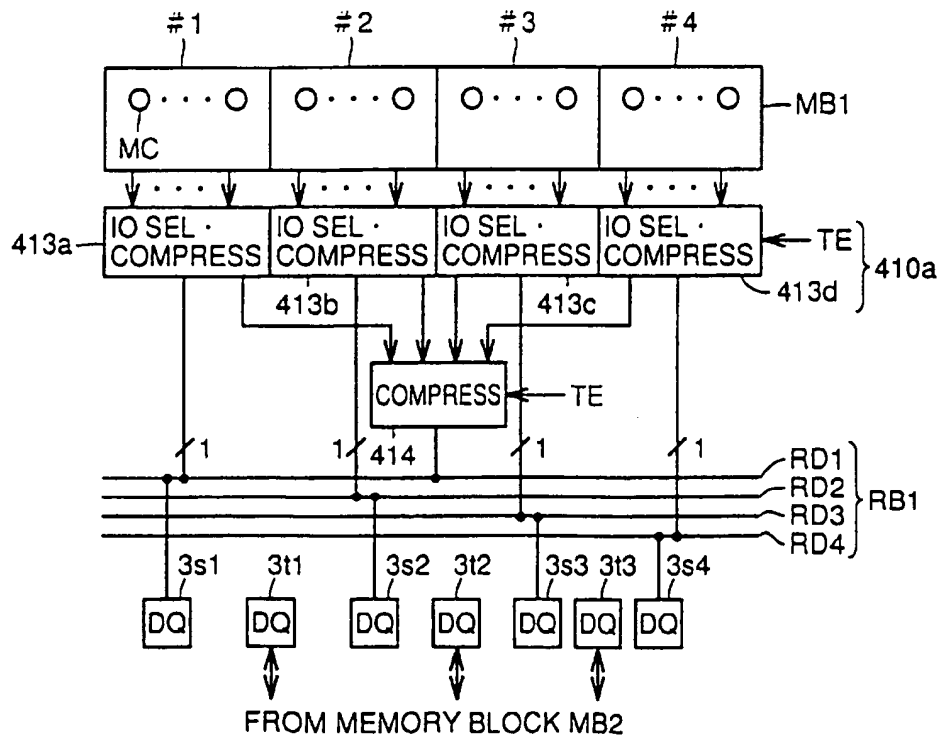 #1 #2 #3 #4
MB1
MC
IO SEL · COMPRESS
IO SEL · COMPRESS
IO SEL · COMPRESS
IO SEL · COMPRESS
TE
413a
413b
413c
413d
410a
COMPRESS
TE
414
1 1 1 1
RD1
RD2
RD3
RD4
RB1
3s1 3t1 3s2 3t2 3s3 3t3 3s4
DQ DQ DQ DQ DQ DQ DQ
FROM MEMORY BLOCK MB2